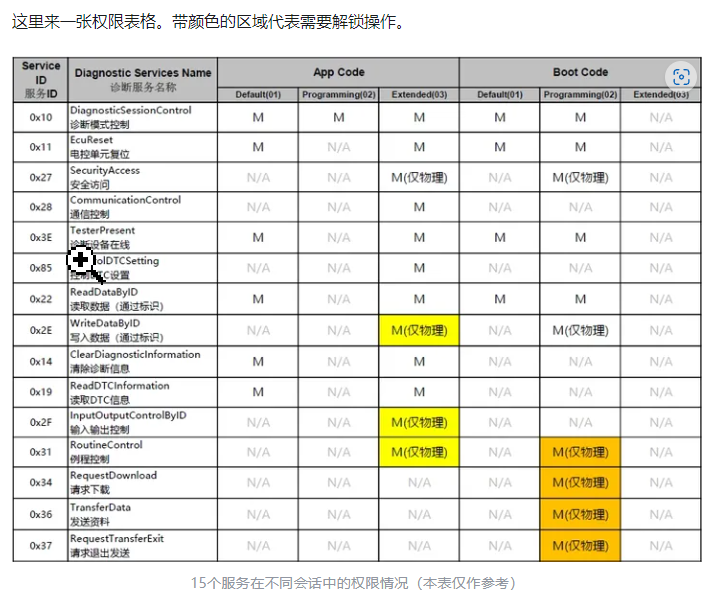 这里来一张权限表格。带颜色的区域代表需要解锁操作。
Service ID 服务ID Diagnostic Services Name 诊断服务名称 App Code Boot Code
Default(01) Programming(02) Extended(03) Default(01) Programming(02) Extended(03)
0x10 DiagnosticSessionControl 诊断模式控制 M M M M M N/A
0x11 EcuReset 电控单元复位 M N/A M M M N/A
0x27 SecurityAccess 安全访问 N/A N/A M(仅物理) N/A M(仅物理) N/A
0x28 CommunicationControl 通信控制 N/A N/A M N/A N/A N/A
0x3E TesterPresent 诊断设备在线 M N/A M M M N/A
0x85 olDTCSetting 控制DTC设置 N/A N/A M N/A N/A N/A
0x22 ReadDataByID 读取数据（通过标识） M N/A M M M N/A
0x2E WriteDataByID 写入数据（通过标识） N/A N/A M(仅物理) N/A M(仅物理) N/A
0x14 ClearDiagnosticInformation 清除诊断信息 M N/A M N/A N/A N/A
0x19 ReadDTCInformation 读取DTC信息 M N/A M N/A N/A N/A
0x2F InputOutputControlByID 输入输出控制 N/A N/A M(仅物理) N/A N/A N/A
0x31 RoutineControl 例程控制 N/A N/A M(仅物理) N/A M(仅物理) N/A
0x34 RequestDownload 请求下载 N/A N/A N/A N/A M(仅物理) N/A
0x36 TransferData 发送资料 N/A N/A N/A N/A M(仅物理) N/A
0x37 RequestTransferExit 请求退出发送 N/A N/A N/A N/A M(仅物理) N/A
15个服务在不同会话中的权限情况（本表仅作参考）